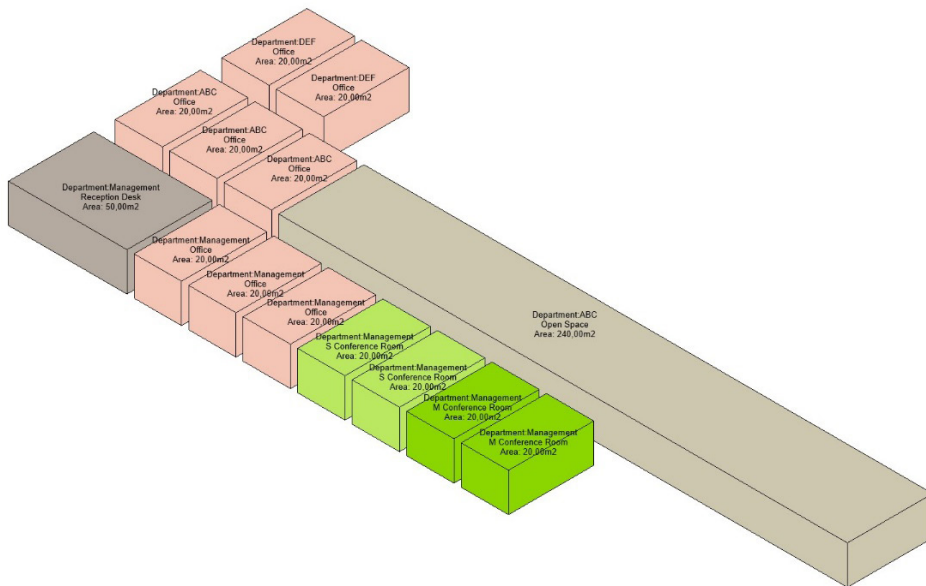 Department:DEF
Office
Area: 20,00m2
Department:DEF
Office
Area: 20,00m2
Department:ABC
Office
Area: 20,00m2
Department:ABC
Office
Area: 20,00m2
Department:ABC
Office
Area: 20,00m2
Department:Management
Reception Desk
Area: 50,00m2
Department:Management
Office
Area: 20,00m2
Department:Management
Office
Area: 20,00m2
Department:Management
Office
Area: 20,00m2
Department:Management
S Conference Room
Area: 20,00m2
Department:Management
S Conference Room
Area: 20,00m2
Department:Management
M Conference Room
Area: 20,00m2
Department:Management
M Conference Room
Area: 20,00m2
Department:ABC
Open Space
Area: 240,00m2